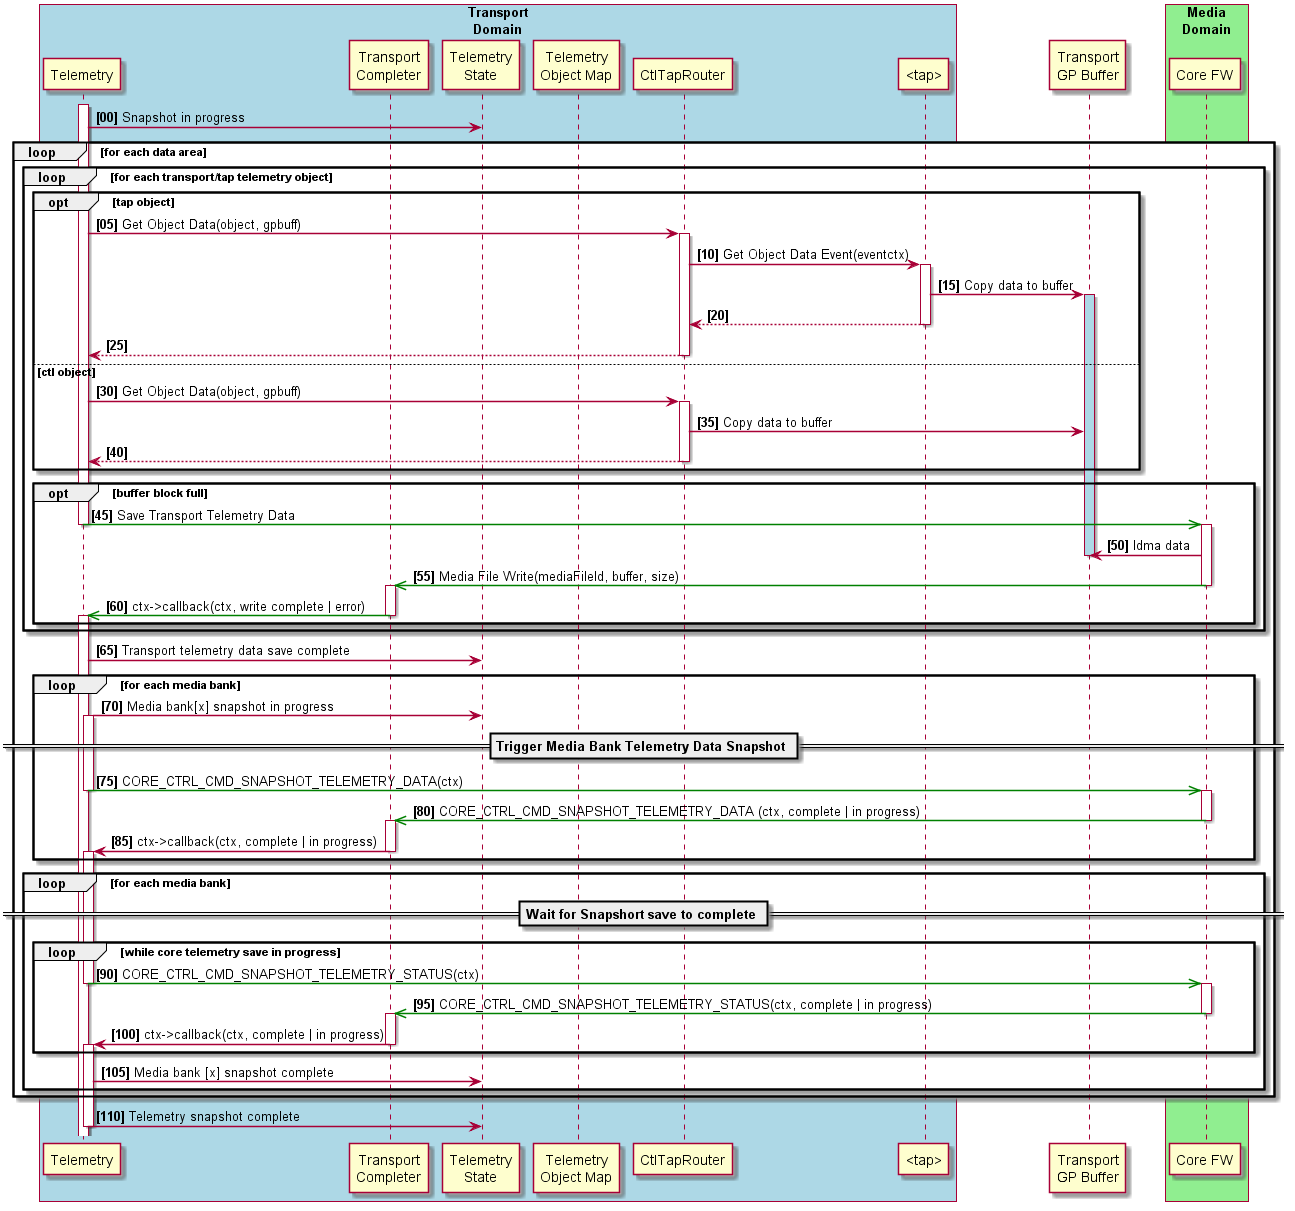 Transport
Domain
Media
Domain
Telemetry
Transport
Completer
Telemetry
State
Telemetry
Object Map
CtlTapRouter
<tap>
Transport
GP Buffer
Core FW
[00] Snapshot in progress
loop [for each data area]
loop [for each transport/tap telemetry object]
opt [tap object]
[05] Get Object Data(object, gpbuff)
[10] Get Object Data Event(eventctx)
[15] Copy data to buffer
[20]
[25]
[ctl object]
[30] Get Object Data(object, gpbuff)
[35] Copy data to buffer
[40]
opt [buffer block full]
[45] Save Transport Telemetry Data
[50] Idma data
[55] Media File Write(mediaFileId, buffer, size)
[60] ctx->callback(ctx, write complete | error)
[65] Transport telemetry data save complete
loop [for each media bank]
[70] Media bank[x] snapshot in progress
Trigger Media Bank Telemetry Data Snapshot
[75] CORE_CTRL_CMD_SNAPSHOT_TELEMETRY_DATA(ctx)
[80] CORE_CTRL_CMD_SNAPSHOT_TELEMETRY_DATA (ctx, complete | in progress)
[85] ctx->callback(ctx, complete | in progress)
loop [for each media bank]
Wait for Snapshort save to complete
loop [while core telemetry save in progress]
[90] CORE_CTRL_CMD_SNAPSHOT_TELEMETRY_STATUS(ctx)
[95] CORE_CTRL_CMD_SNAPSHOT_TELEMETRY_STATUS(ctx, complete | in progress)
[100] ctx->callback(ctx, complete | in progress)
[105] Media bank [x] snapshot complete
[110] Telemetry snapshot complete
Telemetry
Transport
Completer
Telemetry
State
Telemetry
Object Map
CtlTapRouter
<tap>
Transport
GP Buffer
Core FW